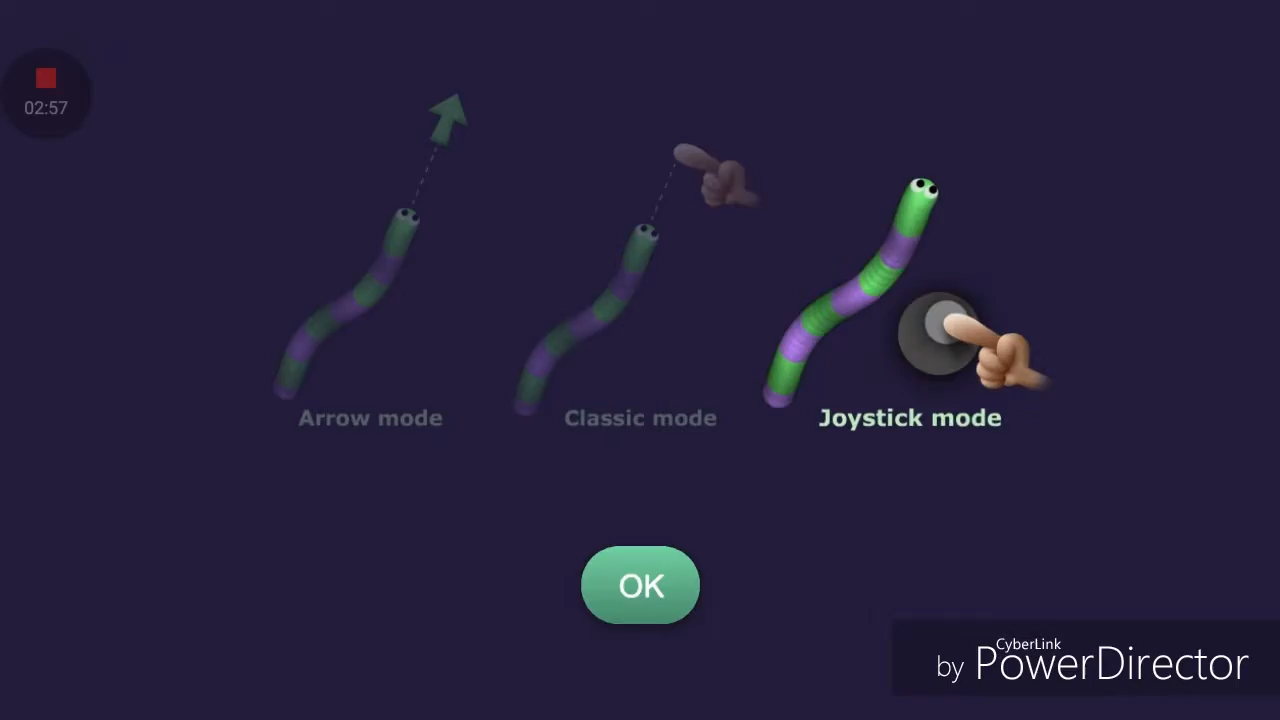 02:57
Arrow mode
Classic mode
Joystick mode
OK
CyberLink
by PowerDirector